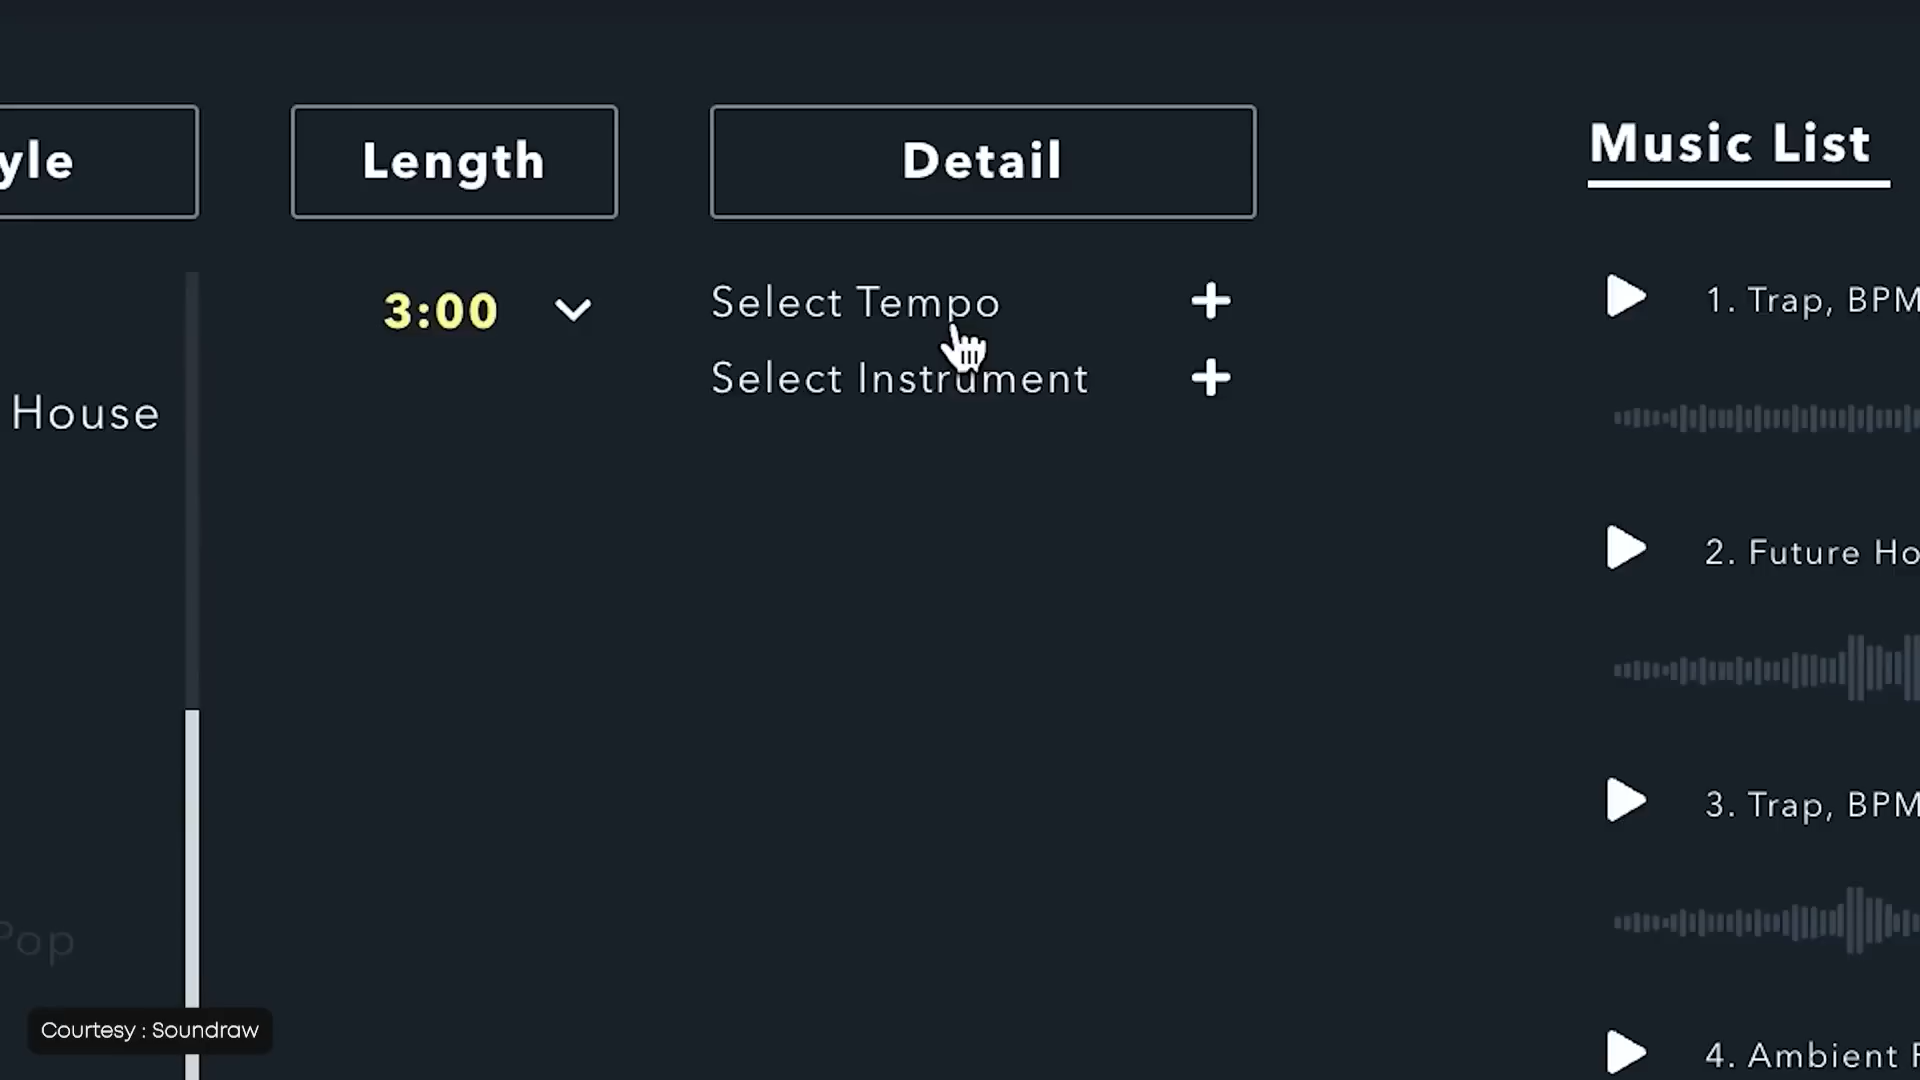 yle
Length
Detail
Music List
3:00
Select Tempo
Select Instrument
House
Pop
1. Trap, BPM
2. Future Ho
3. Trap, BPM
4. Ambient
Courtesy : Soundraw